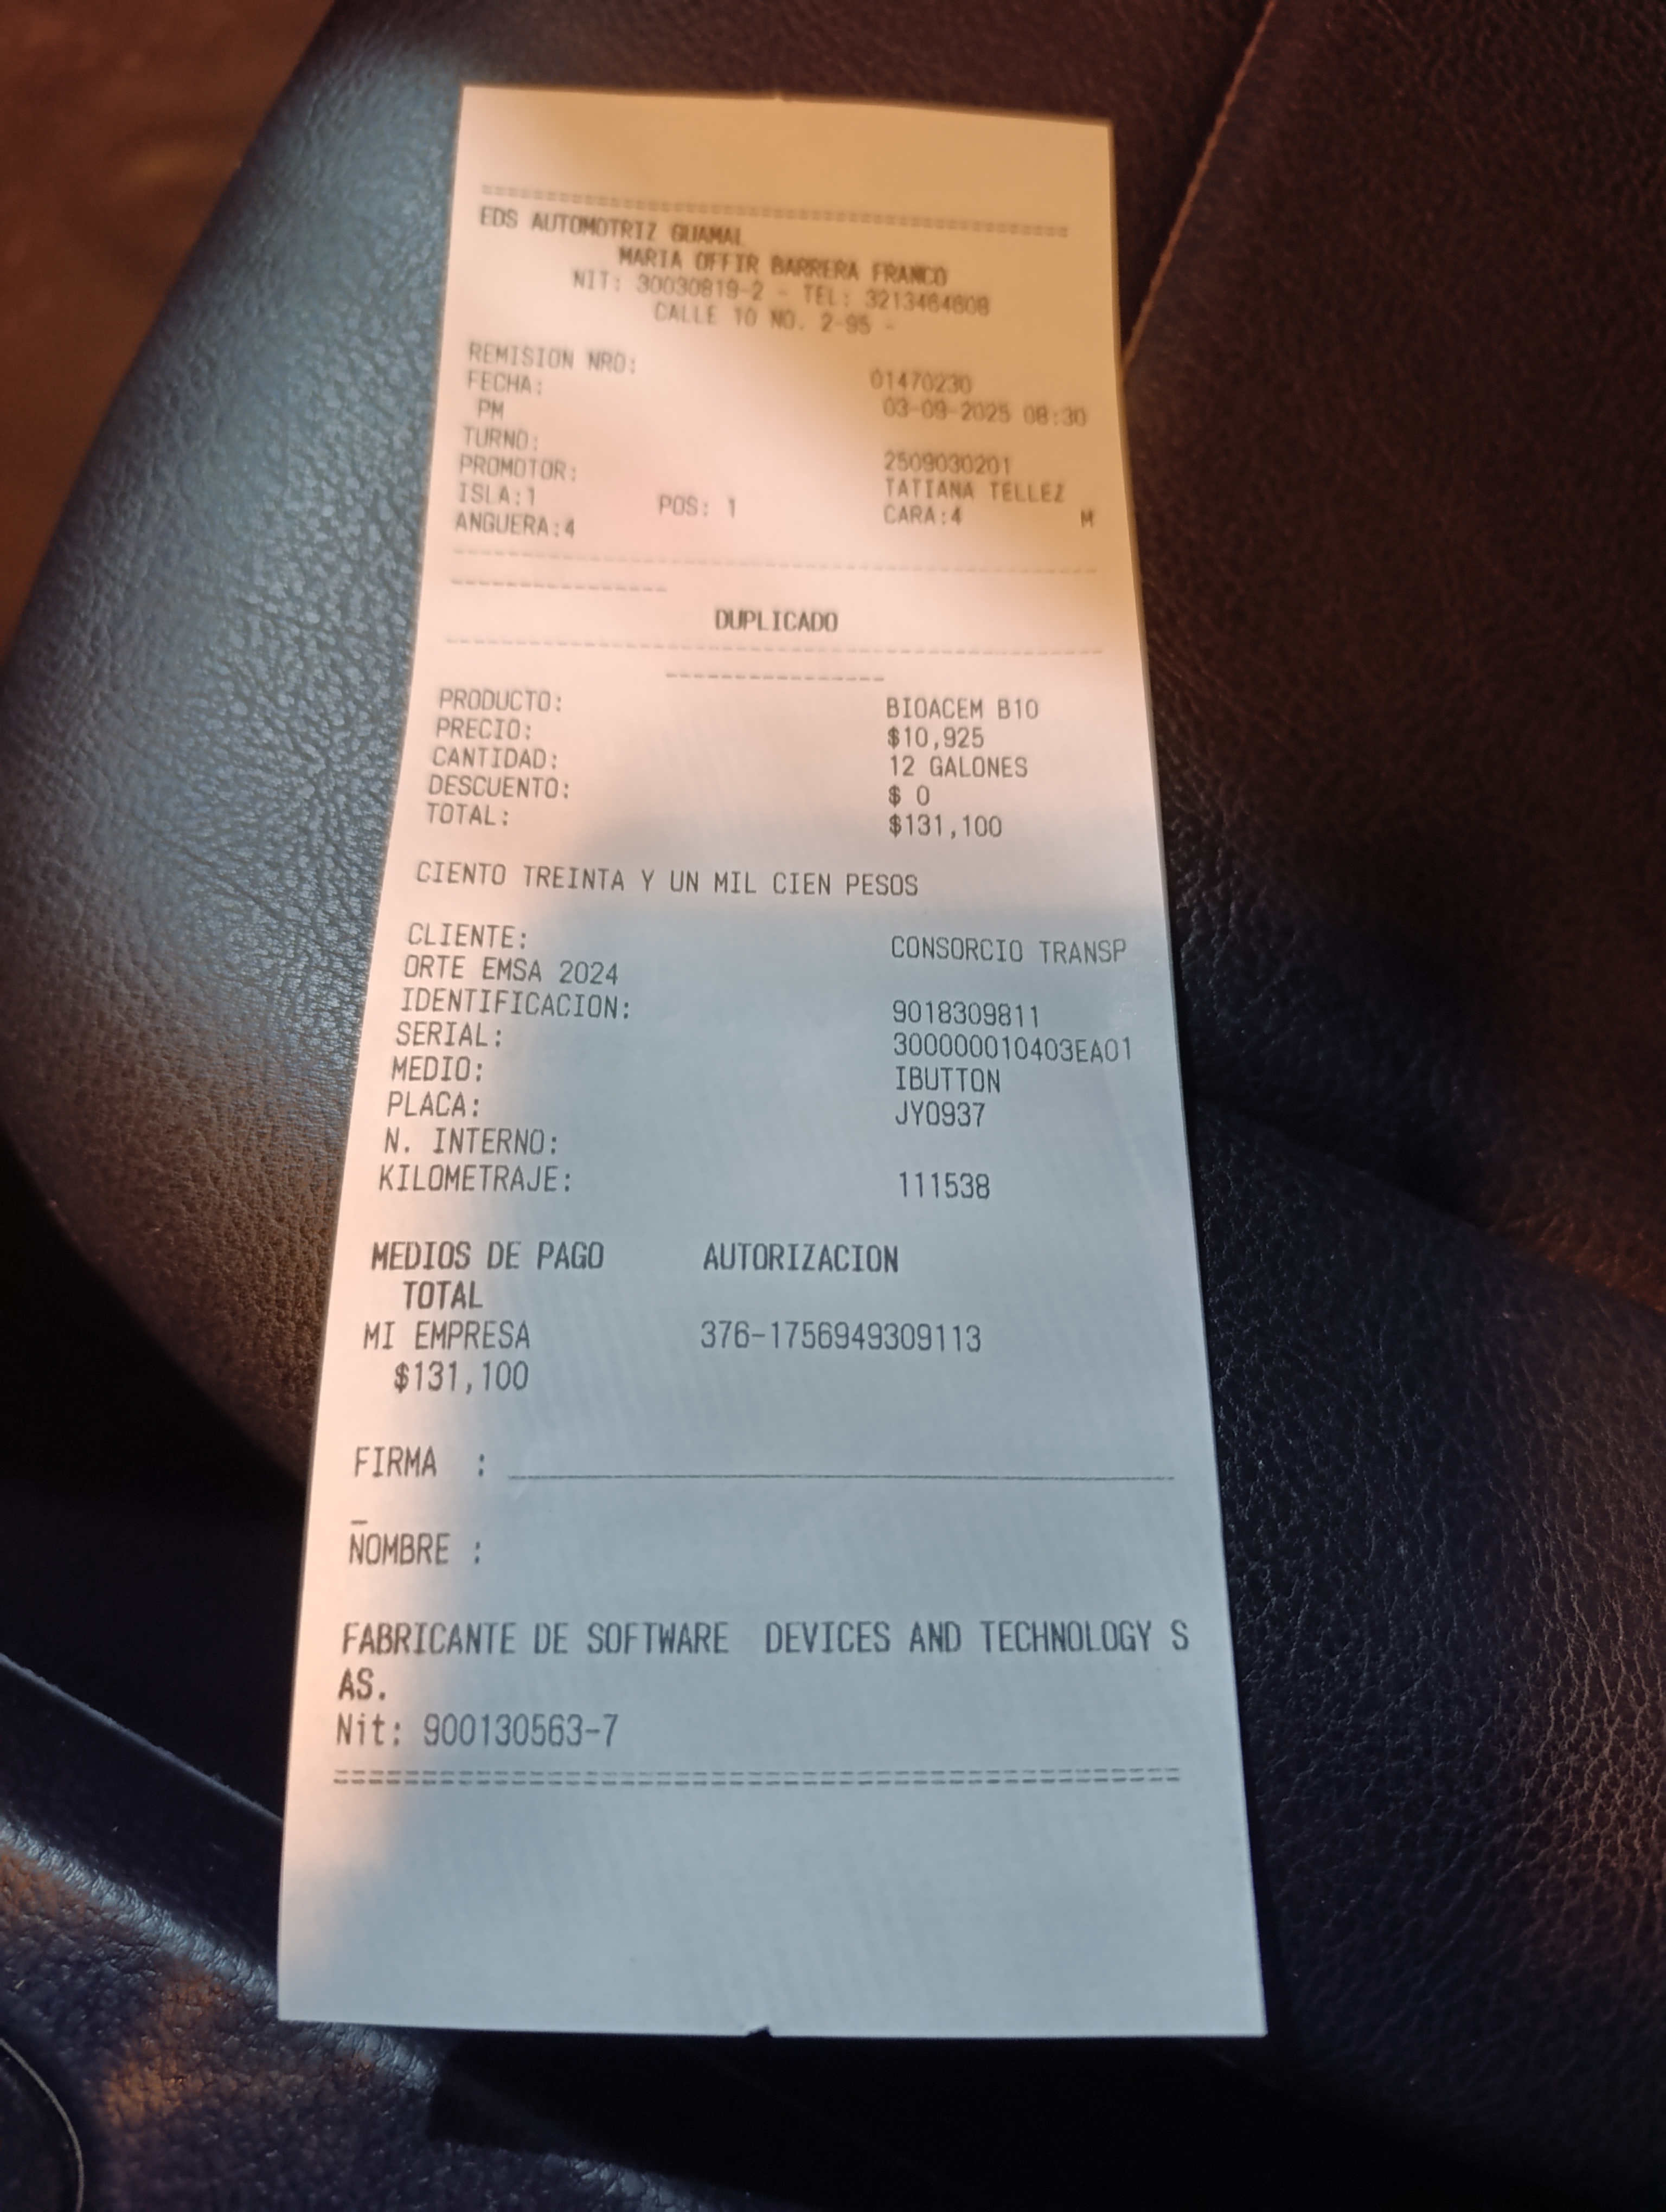 ================================================
EDS AUTOMOTRIZ GUAMAL
MARIA OFFIR BARRERA FRANCO
NIT: 30030819-2 - TEL: 3213464608
CALLE 10 NO. 2-95 -
REMISION NRO: 01470230
FECHA: 03-09-2025 08:30
PM
TURNO: 2509030201
PROMOTOR: TATIANA TELLEZ
ISLA:1 POS: 1 CARA:4 M
ANGUERA:4
------------------------------------------------
----------------
DUPLICADO
------------------------------------------------
----------------
PRODUCTO: BIOACEM B10
PRECIO: $10,925
CANTIDAD: 12 GALONES
DESCUENTO: $ 0
TOTAL: $131,100
CIENTO TREINTA Y UN MIL CIEN PESOS
CLIENTE: CONSORCIO TRANSP
ORTE EMSA 2024
IDENTIFICACION: 9018309811
SERIAL: 300000010403EA01
MEDIO: IBUTTON
PLACA: JYO937
N. INTERNO:
KILOMETRAJE: 111538
MEDIOS DE PAGO AUTORIZACION
TOTAL
MI EMPRESA 376-1756949309113
$131,100
FIRMA : ______________________________________
_
NOMBRE :
FABRICANTE DE SOFTWARE DEVICES AND TECHNOLOGY S
AS.
Nit: 900130563-7
================================================